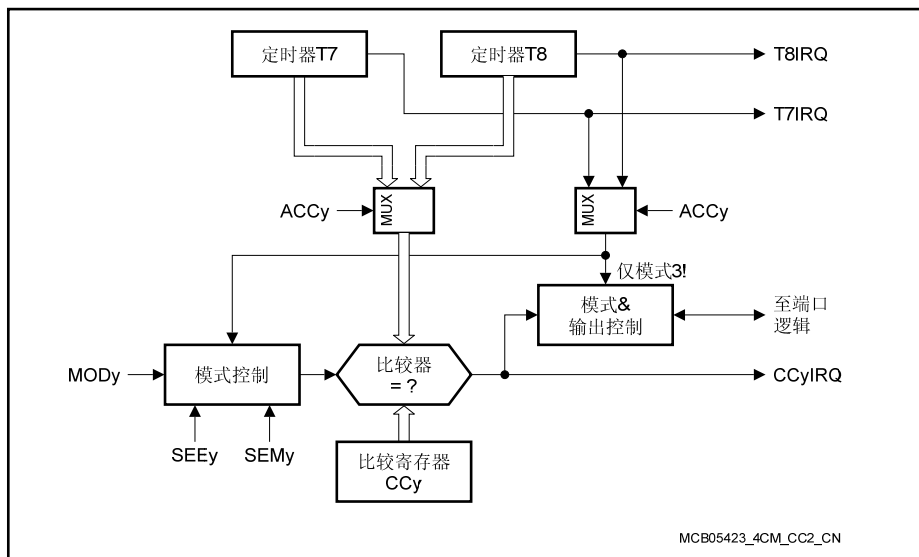 定时器T7
定时器T8
T8IRQ
T7IRQ
ACCy
MUX
MUX
ACCy
仅模式3!
模式&
输出控制
至端口
逻辑
MODy
模式控制
比较器
= ?
CCyIRQ
SEEy
SEMy
比较寄存器
CCy
MCB05423_4CM_CC2_CN